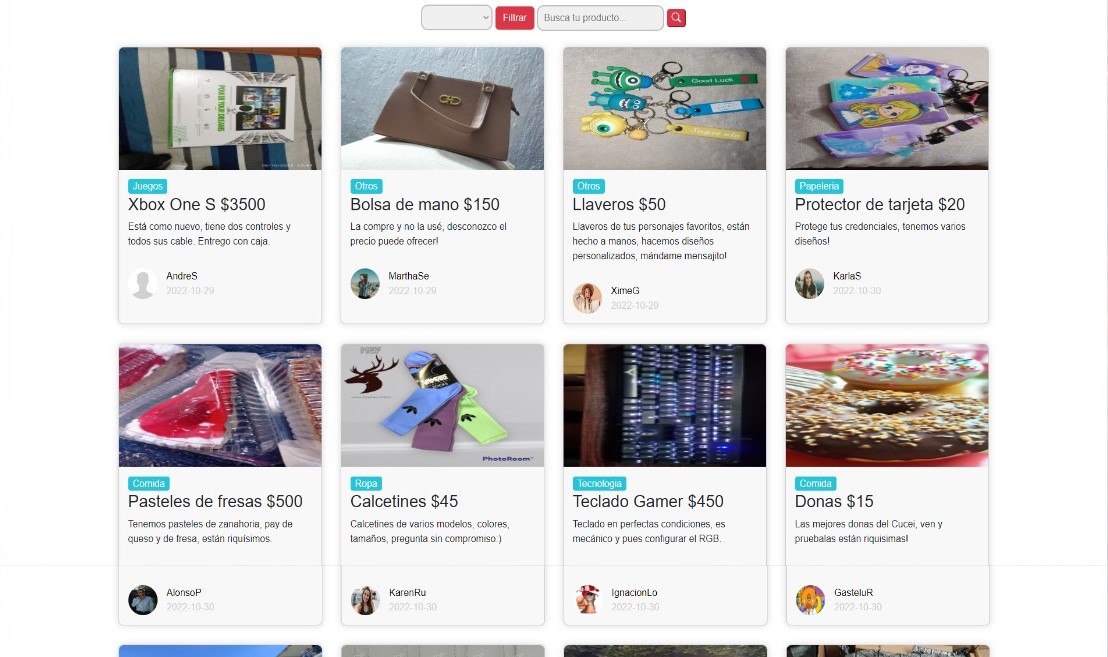 Filtrar
Busca tu producto...
Good Luck
Juegos
Xbox One S $3500
Está como nuevo, tiene dos controles y
todos sus cable. Entrego con caja.
AndreS
2022-10-29
Otros
Bolsa de mano $150
La compre y no la usé, desconozco el
precio puede ofrecer!
MarthaSe
2022-10-29
Otros
Llaveros $50
Llaveros de tus personajes favoritos, están
hecho a manos, hacemos diseños
personalizados, mándame mensajito!
XimeG
2022-10-29
Papeleria
Protector de tarjeta $20
Protege tus credenciales, tenemos varios
diseños!
KarlaS
2022-10-30
PhotoRoom
Comida
Pasteles de fresas $500
Tenemos pasteles de zanahoria, pay de
queso y de fresa, están riquísimos.
AlonsoP
2022-10-30
Ropa
Calcetines $45
Calcetines de varios modelos, colores,
tamaños, pregunta sin compromiso:)
KarenRu
2022-10-30
Tecnologia
Teclado Gamer $450
Teclado en perfectas condiciones, es
mecánico y pues configurar el RGB.
IgnacionLo
2022-10-30
Comida
Donas $15
Las mejores donas del Cucei, ven y
pruebalas están riquisimas!
GasteluR
2022-10-30